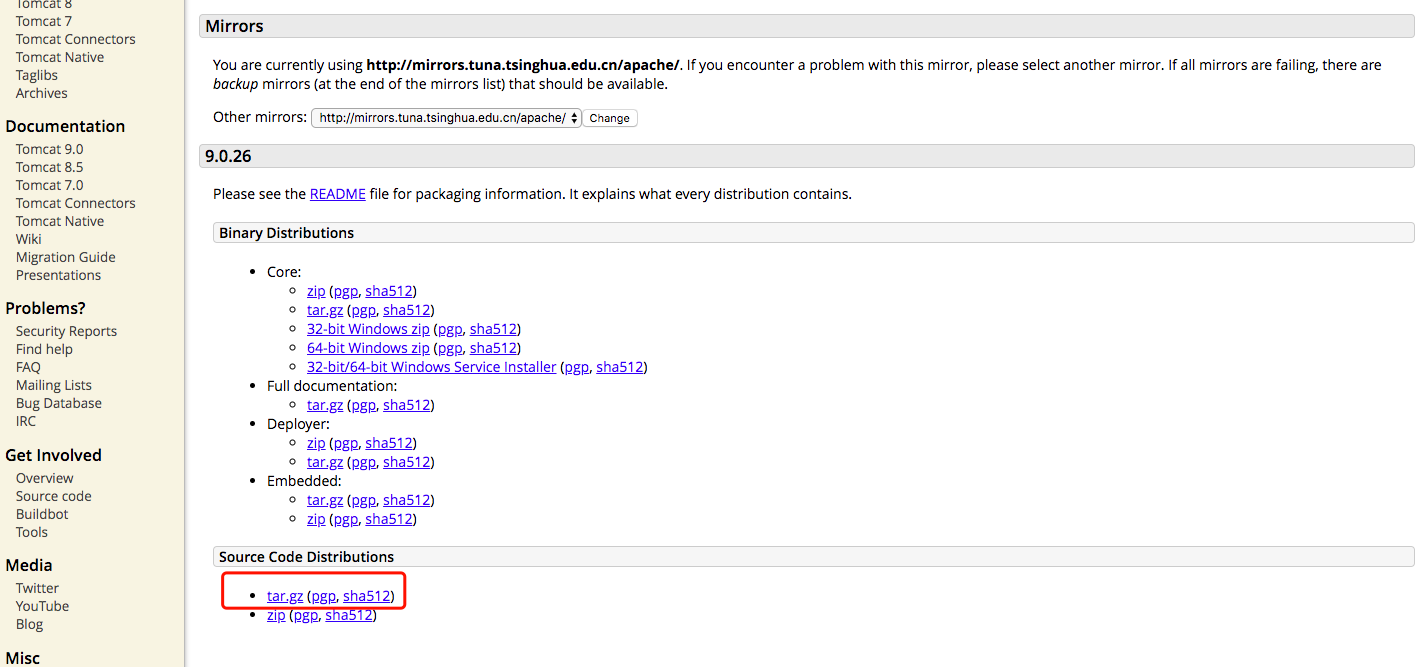 Tomcat 8
Tomcat 7
Tomcat Connectors
Tomcat Native
Taglibs
Archives
Documentation
Tomcat 9.0
Tomcat 8.5
Tomcat 7.0
Tomcat Connectors
Tomcat Native
Wiki
Migration Guide
Presentations
Problems?
Security Reports
Find help
FAQ
Mailing Lists
Bug Database
IRC
Get Involved
Overview
Source code
Buildbot
Tools
Media
Twitter
YouTube
Blog
Misc
Mirrors
You are currently using http://mirrors.tuna.tsinghua.edu.cn/apache/. If you encounter a problem with this mirror, please select another mirror. If all mirrors are failing, there are
backup mirrors (at the end of the mirrors list) that should be available.
Other mirrors: http://mirrors.tuna.tsinghua.edu.cn/apache/ Change
9.0.26
Please see the README file for packaging information. It explains what every distribution contains.
Binary Distributions
• Core:
zip (pgp, sha512)
tar.gz (pgp, sha512)
32-bit Windows zip (pgp, sha512)
64-bit Windows zip (pgp, sha512)
32-bit/64-bit Windows Service Installer (pgp, sha512)
• Full documentation:
tar.gz (pgp, sha512)
• Deployer:
zip (pgp, sha512)
tar.gz (pgp, sha512)
• Embedded:
tar.gz (pgp, sha512)
zip (pgp, sha512)
Source Code Distributions
• tar.gz (pgp, sha512)
• zip (pgp, sha512)